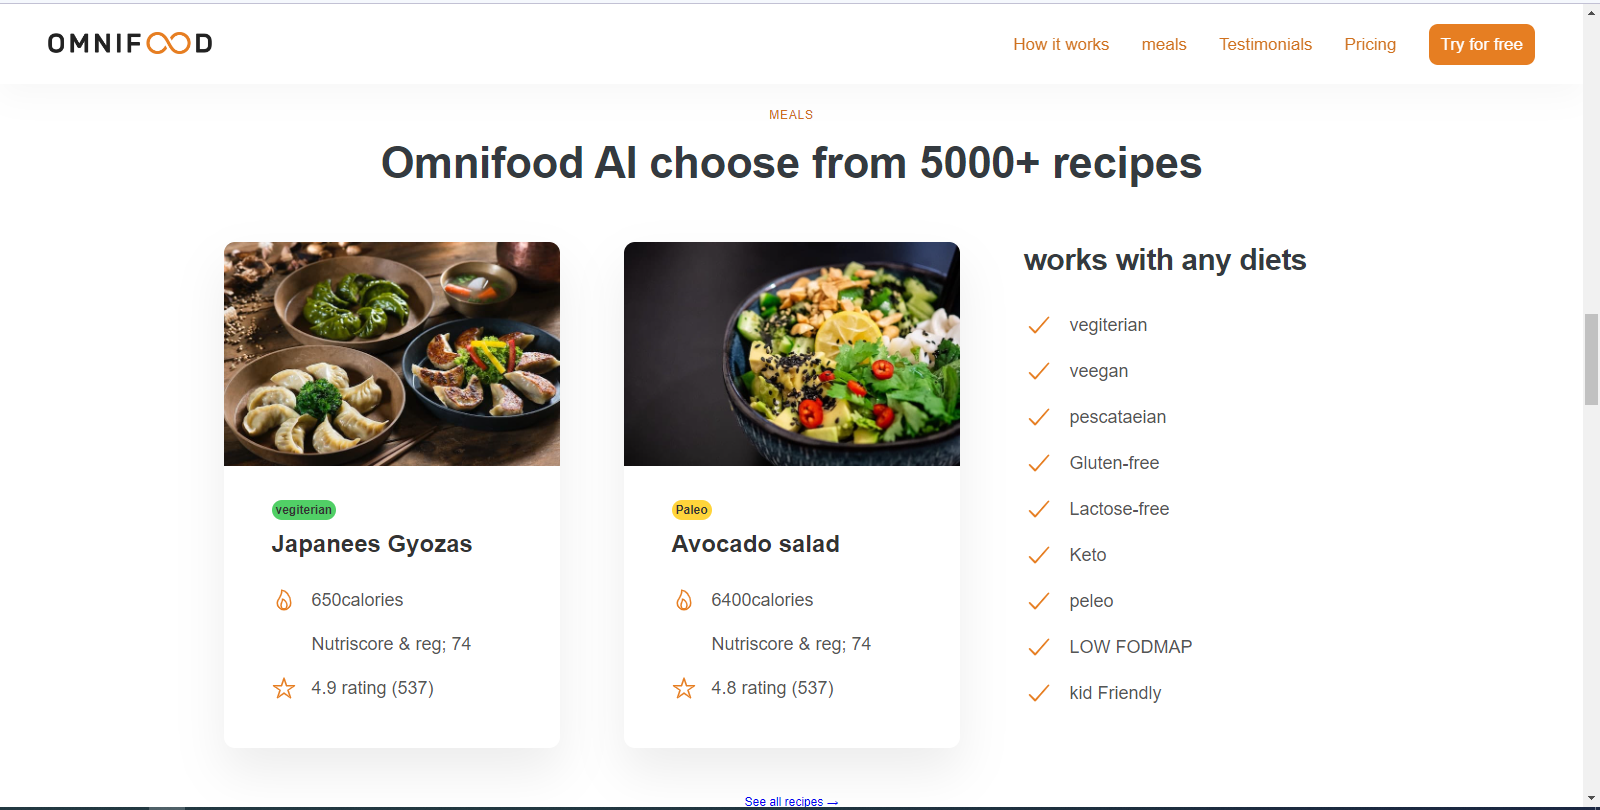 OMNIFOOD
How it works
meals
Testimonials
Pricing
Try for free
MEALS
Omnifood AI choose from 5000+ recipes
vegiterian
Japanees Gyozas
650calories
Nutriscore & reg; 74
4.9 rating (537)
Paleo
Avocado salad
6400calories
Nutriscore & reg; 74
4.8 rating (537)
works with any diets
vegiterian
veegan
pescataeian
Gluten-free
Lactose-free
Keto
peleo
LOW FODMAP
kid Friendly
See all recipes →